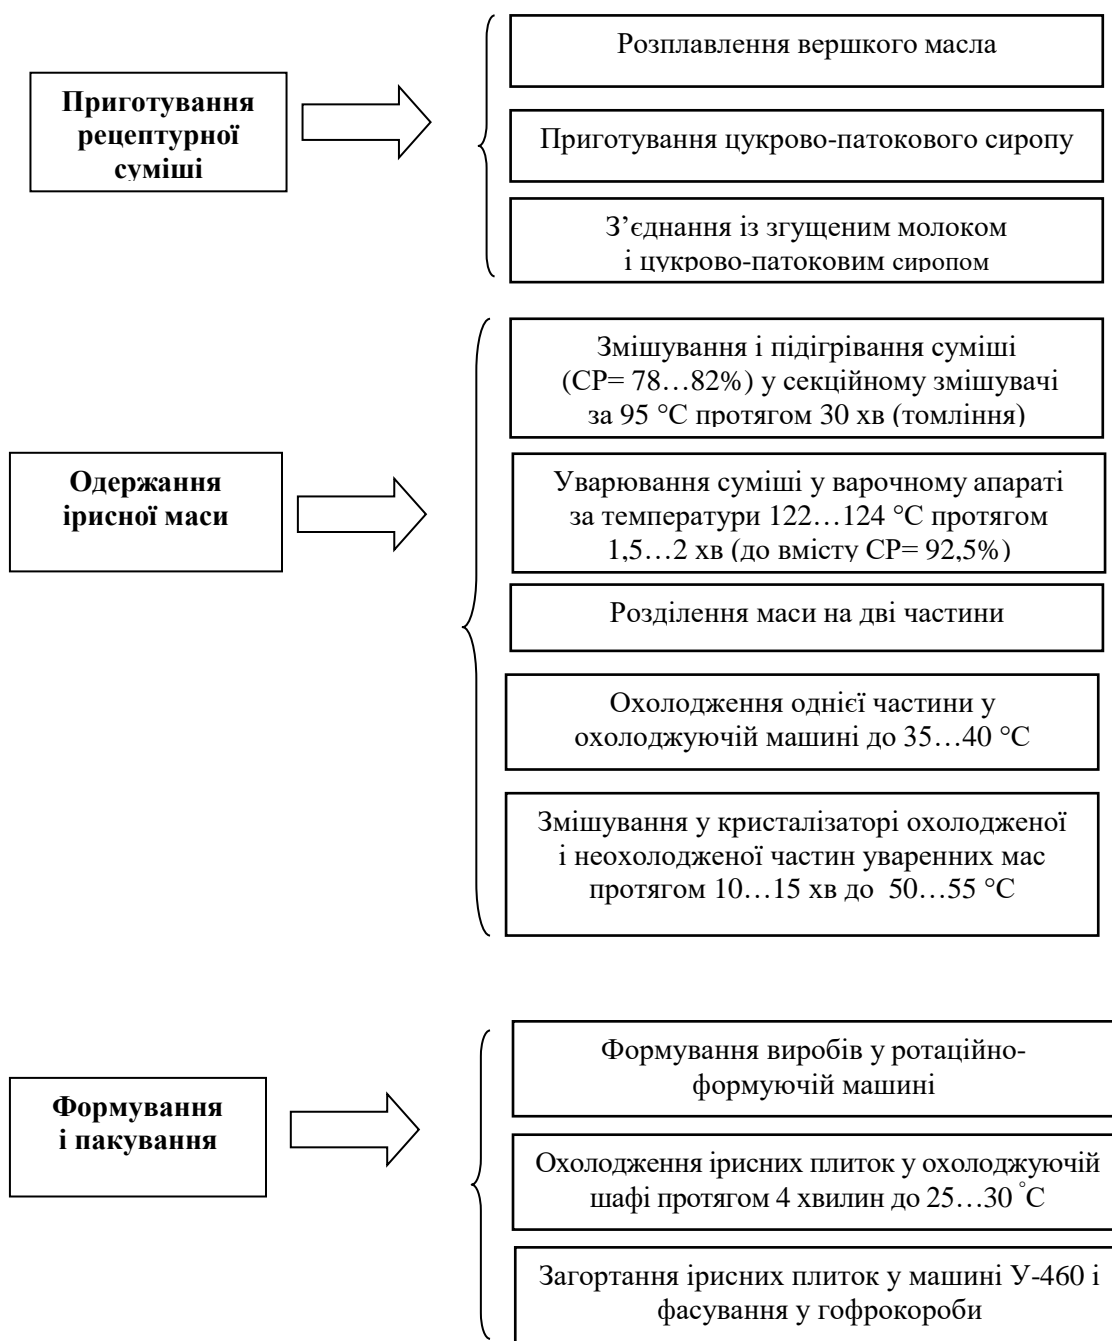 Приготування
рецептурної
суміші
Розплавлення вершкого масла
Приготування цукрово-патокового сиропу
З’єднання із згущеним молоком
і цукрово-патоковим сиропом
Одержання
ірисної маси
Змішування і підігрівання суміші
(СР= 78…82%) у секційному змішувачі
за 95 °С протягом 30 хв (томління)
Уварювання суміші у варочному апараті
за температури 122…124 °С протягом
1,5…2 хв (до вмісту СР= 92,5%)
Розділення маси на дві частини
Охолодження однієї частини у
охолоджуючій машині до 35…40 °С
Змішування у кристалізаторі охолодженої
і неохолодженої частин уваренних мас
протягом 10…15 хв до  50…55 °С
Формування
і пакування
Формування виробів у ротаційно-
формуючій машині
Охолодження ірисних плиток у охолоджуючій
шафі протягом 4 хвилин до 25…30 °С
Загортання ірисних плиток у машині У-460 і
фасування у гофрокороби